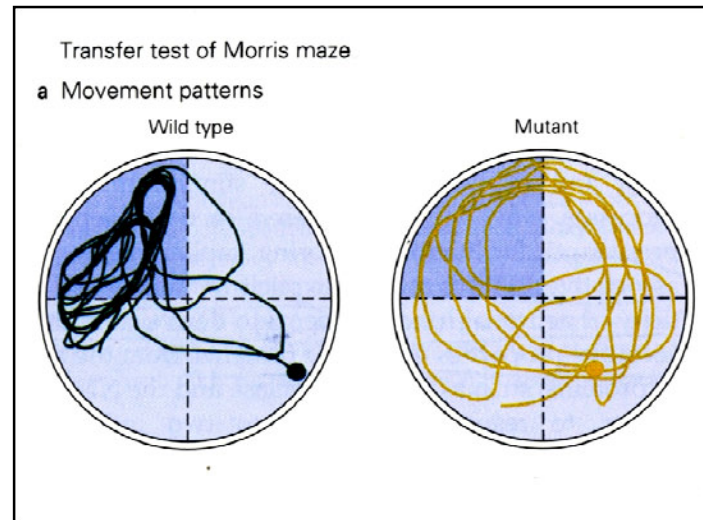 Transfer test of Morris maze
a Movement patterns
Wild type
Mutant